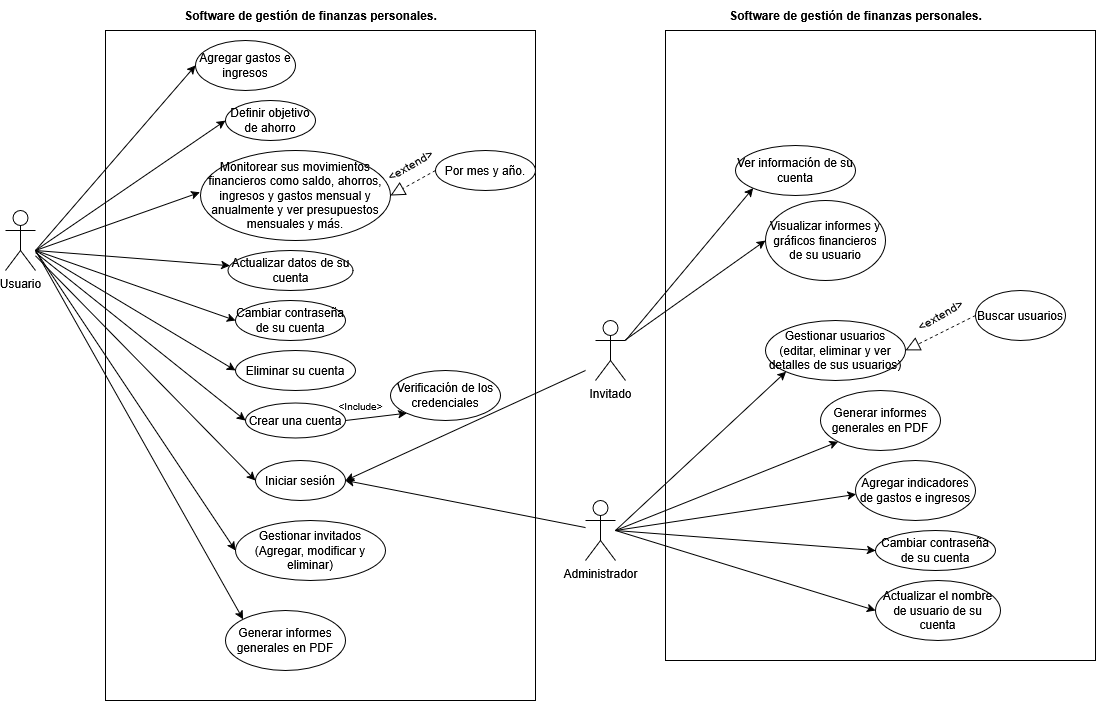 Software de gestión de finanzas personales.
Agregar gastos e
ingresos
Definir objetivo
de ahorro
Monitorear sus movimientos
financieros como saldo, ahorros,
ingresos y gastos mensual y
anualmente y ver presupuestos
mensuales y más.
<extend>
Por mes y año.
Usuario
Actualizar datos de su
cuenta
Cambiar contraseña
de su cuenta
Eliminar su cuenta
Crear una cuenta
<Include>
Verificación de los
credenciales
Iniciar sesión
Gestionar invitados
(Agregar, modificar y
eliminar)
Generar informes
generales en PDF
Software de gestión de finanzas personales.
Ver información de su
cuenta
Visualizar informes y
gráficos financieros
de su usuario
Invitado
Gestionar usuarios
(editar, eliminar y ver
detalles de sus usuarios)
<extend>
Buscar usuarios
Generar informes
generales en PDF
Agregar indicadores
de gastos e ingresos
Administrador
Cambiar contraseña
de su cuenta
Actualizar el nombre
de usuario de su
cuenta